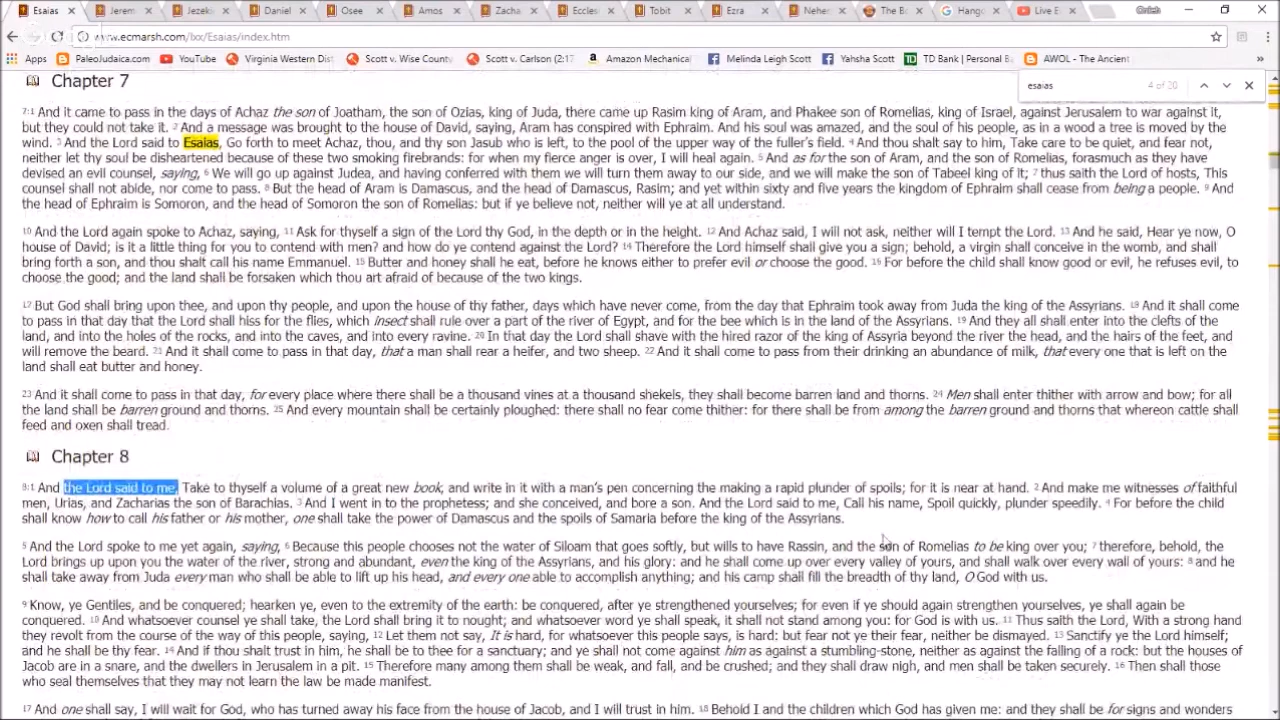 Esaias
Jerem
Jezeki
Daniel
Osee
Amos
Zacha
Eccles
Tobit
Ezra
Nehe
The B
Hang
Live E
www.ecmarsh.com/lxx/Esaias/index.htm
Apps PaleoJudaica.com YouTube Virginia Western Dist Scott v. Wise County Scott v. Carlson (2:17 Amazon Mechanical Melinda Leigh Scott Yahsha Scott TD Bank | Personal B AWOL - The Ancient »
esaias 4 of 20
Chapter 7
7:1 And it came to pass in the days of Achaz the son of Joatham, the son of Ozias, king of Juda, there came up Rasim king of Aram, and Phakee son of Romelias, king of Israel, against Jerusalem to war against it,
but they could not take it. 2 And a message was brought to the house of David, saying, Aram has conspired with Ephraim. And his soul was amazed, and the soul of his people, as in a wood a tree is moved by the
wind. 3 And the Lord said to Esaias, Go forth to meet Achaz, thou, and thy son Jasub who is left, to the pool of the upper way of the fuller's field. 4 And thou shalt say to him, Take care to be quiet, and fear not,
neither let thy soul be disheartened because of these two smoking firebrands: for when my fierce anger is over, I will heal again. 5 And as for the son of Aram, and the son of Romelias, forasmuch as they have
devised an evil counsel, saying, 6 We will go up against Judea, and having conferred with them we will turn them away to our side, and we will make the son of Tabeel king of it; 7 thus saith the Lord of hosts, This
counsel shall not abide, nor come to pass. 8 But the head of Aram is Damascus, and the head of Damascus, Rasim; and yet within sixty and five years the kingdom of Ephraim shall cease from being a people. 9 And
the head of Ephraim is Somoron, and the head of Somoron the son of Romelias: but if ye believe not, neither will ye at all understand.
10 And the Lord again spoke to Achaz, saying, 11 Ask for thyself a sign of the Lord thy God, in the depth or in the height. 12 And Achaz said, I will not ask, neither will I tempt the Lord. 13 And he said, Hear ye now, O
house of David; is it a little thing for you to contend with men? and how do ye contend against the Lord? 14 Therefore the Lord himself shall give you a sign; behold, a virgin shall conceive in the womb, and shall
bring forth a son, and thou shalt call his name Emmanuel. 15 Butter and honey shall he eat, before he knows either to prefer evil or choose the good. 16 For before the child shall know good or evil, he refuses evil, to
choose the good; and the land shall be forsaken which thou art afraid of because of the two kings.
17 But God shall bring upon thee, and upon thy people, and upon the house of thy father, days which have never come, from the day that Ephraim took away from Juda the king of the Assyrians. 18 And it shall come
to pass in that day that the Lord shall hiss for the flies, which insect shall rule over a part of the river of Egypt, and for the bee which is in the land of the Assyrians. 19 And they all shall enter into the clefts of the
land, and into the holes of the rocks, and into the caves, and into every ravine. 20 In that day the Lord shall shave with the hired razor of the king of Assyria beyond the river the head, and the hairs of the feet, and
will remove the beard. 21 And it shall come to pass in that day, that a man shall rear a heifer, and two sheep. 22 And it shall come to pass from their drinking an abundance of milk, that every one that is left on the
land shall eat butter and honey.
23 And it shall come to pass in that day, for every place where there shall be a thousand vines at a thousand shekels, they shall become barren land and thorns. 24 Men shall enter thither with arrow and bow; for all
the land shall be barren ground and thorns. 25 And every mountain shall be certainly ploughed: there shall no fear come thither: for there shall be from among the barren ground and thorns that whereon cattle shall
feed and oxen shall tread.
Chapter 8
8:1 And the Lord said to me, Take to thyself a volume of a great new book, and write in it with a man's pen concerning the making a rapid plunder of spoils; for it is near at hand. 2 And make me witnesses of faithful
men, Urias, and Zacharias the son of Barachias. 3 And I went in to the prophetess; and she conceived, and bore a son. And the Lord said to me, Call his name, Spoil quickly, plunder speedily. 4 For before the child
shall know how to call his father or his mother, one shall take the power of Damascus and the spoils of Samaria before the king of the Assyrians.
5 And the Lord spoke to me yet again, saying, 6 Because this people chooses not the water of Siloam that goes softly, but wills to have Rassin, and the son of Romelias to be king over you; 7 therefore, behold, the
Lord brings up upon you the water of the river, strong and abundant, even the king of the Assyrians, and his glory: and he shall come up over every valley of yours, and shall walk over every wall of yours: 8 and he
shall take away from Juda every man who shall be able to lift up his head, and every one able to accomplish anything; and his camp shall fill the breadth of thy land, O God with us.
9 Know, ye Gentiles, and be conquered; hearken ye, even to the extremity of the earth: be conquered, after ye strengthened yourselves; for even if ye should again strengthen yourselves, ye shall again be
conquered. 10 And whatsoever counsel ye shall take, the Lord shall bring it to nought; and whatsoever word ye shall speak, it shall not stand among you: for God is with us. 11 Thus saith the Lord, With a strong hand
they revolt from the course of the way of this people, saying, 12 Let them not say, It is hard, for whatsoever this people says, is hard: but fear not ye their fear, neither be dismayed. 13 Sanctify ye the Lord himself;
and he shall be thy fear. 14 And if thou shalt trust in him, he shall be to thee for a sanctuary; and ye shall not come against him as against a stumbling-stone, neither as against the falling of a rock: but the houses of
Jacob are in a snare, and the dwellers in Jerusalem in a pit. 15 Therefore many among them shall be weak, and fall, and be crushed; and they shall draw nigh, and men shall be taken securely. 16 Then shall those
who seal themselves that they may not learn the law be made manifest.
17 And one shall say, I will wait for God, who has turned away his face from the house of Jacob, and I will trust in him. 18 Behold I and the children which God has given me: and they shall be for signs and wonders